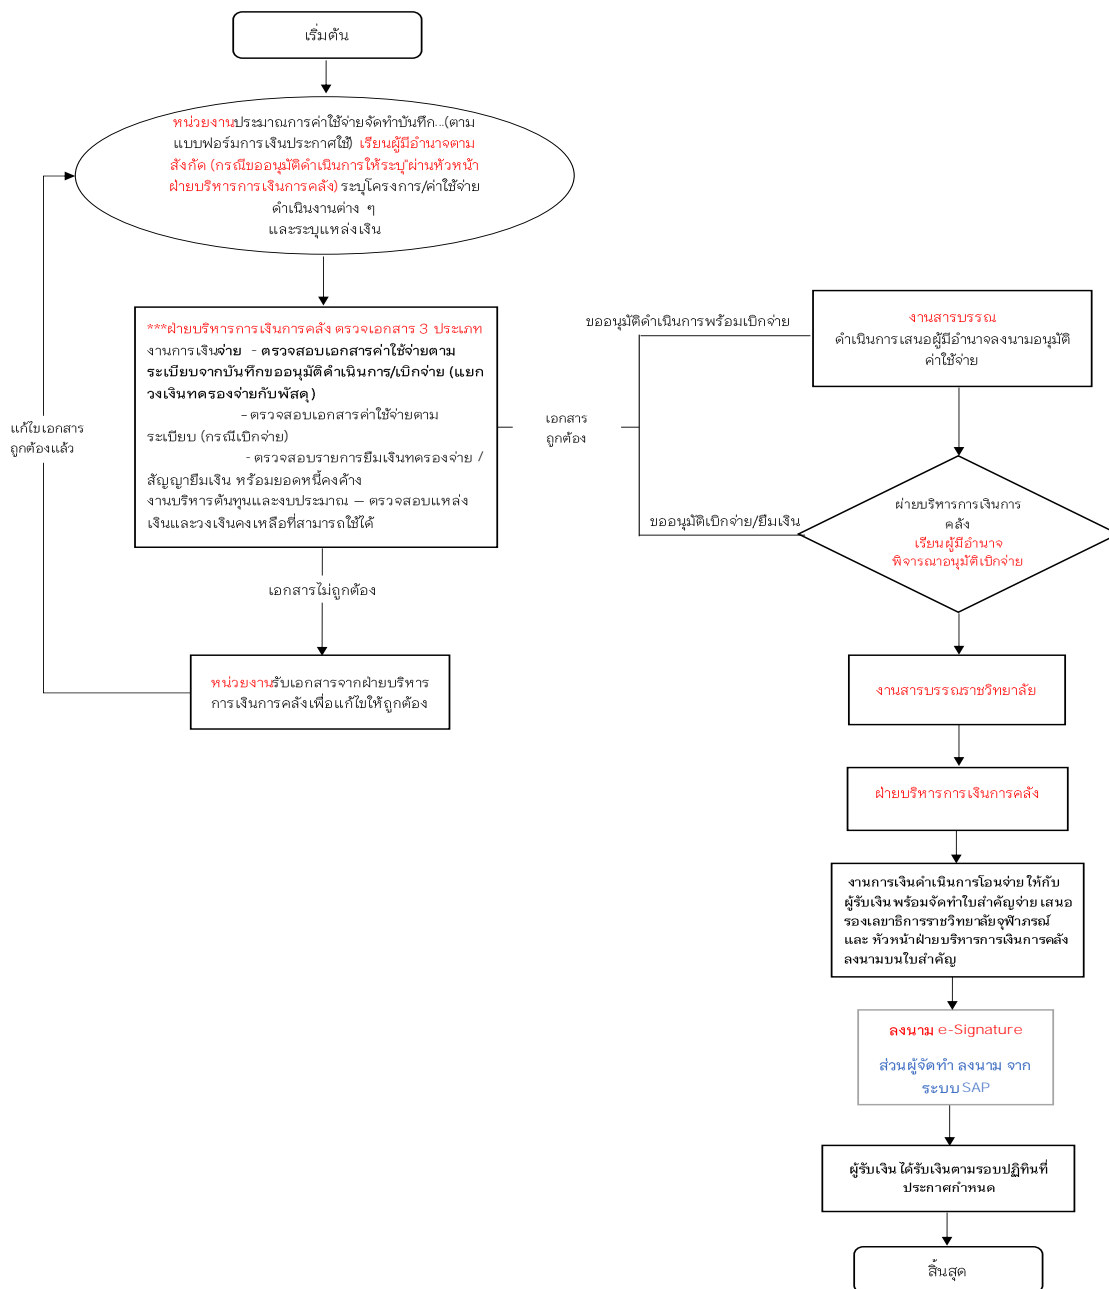 เริ่มต้น
หน่วยงานประมาณการค่าใช้จ่ายจัดทำบันทึก...(ตาม
แบบฟอร์มการเงินประกาศใช้) เรียนผู้มีอำนาจตาม
สังกัด (กรณีขออนุมัติดำเนินการให้ระบุ"ผ่านหัวหน้า
ฝ่ายบริหารการเงินการคลัง) ระบุโครงการ/ค่าใช้จ่าย
ดำเนินงานต่าง ๆ
และระบุแหล่งเงิน
***ฝ่ายบริหารการเงินการคลัง ตรวจเอกสาร 3 ประเภท
งานการเงินจ่าย - ตรวจสอบเอกสารค่าใช้จ่ายตาม
ระเบียบจากบันทึกขออนุมัติดำเนินการ/เบิกจ่าย (แยก
วงเงินทดรองจ่ายกับพัสดุ)
– ตรวจสอบเอกสารค่าใช้จ่ายตาม
ระเบียบ (กรณีเบิกจ่าย)
- ตรวจสอบรายการยืมเงินทดรองจ่าย /
สัญญายืมเงิน หร้อมยอดหนี้คงค้าง
งานบริหารต้นทุนและงบประมาณ – ตรวจสอบแหล่ง
เงินและวงเงินคงเหลือที่สามารถใช้ได้
แก้ไขเอกสาร
ถูกต้องแล้ว
เอกสารไม่ถูกต้อง
หน่วยงานรับเอกสารจากฝ่ายบริหาร
การเงินการคลังเพื่อแก้ไขให้ถูกต้อง
เอกสาร
ถูกต้อง
ขออนุมัติดำเนินการพร้อมเบิกจ่าย
ขออนุมัติเบิกจ่าย/ยืมเงิน
งานสารบรรณ
ดำเนินการเสนอผู้มีอำนาจลงนามอนุมัติ
ค่าใช้จ่าย
ผ่ายบริหารการเงินการ
คลัง
เรียนผู้มีอำนาจ
พิจารณาอนุมัติเบิกจ่าย
งานสารบรรณราชวิทยาลัย
ฝ่ายบริหารการเงินการคลัง
งานการเงินดำเนินการโอนจ่าย ให้กับ
ผู้รับเงิน พร้อมจัดทำใบสำคัญจ่าย เสนอ
รองเลขาธิการราชวิทยาลัยจุฬาภรณ์
และ หัวหน้าฝ่ายบริหารการเงินการคลัง
ลงนามบนใบสำคัญ
ลงนาม e-Signature
ส่วนผู้จัดทำ ลงนาม จาก
ระบบ SAP
ผู้รับเงิน ได้รับเงินตามรอบปฏิทินที่
ประกาศกำหนด
สิ้นสุด